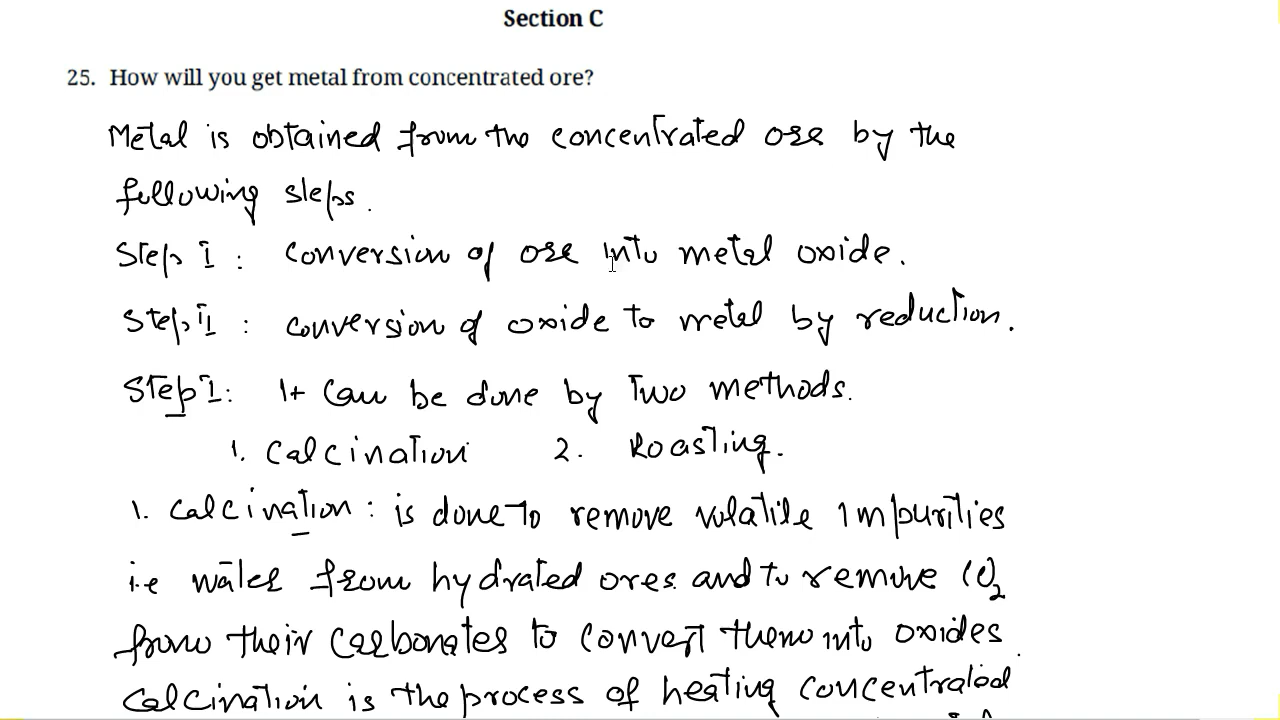 Section C
25. How will you get metal from concentrated ore?
Metal is obtained from the concentrated ore by the
following steps.
Step I : Conversion of ore into metal oxide.
Step II : conversion of oxide to metal by reduction.
Step I : It can be done by two methods.
1. Calcination 2. Roasting.
1. Calcination : is done to remove volatile impurities
i.e water from hydrated ores and to remove CO2
from their carbonates to convert them into oxides.
Calcination is the process of heating concentrated